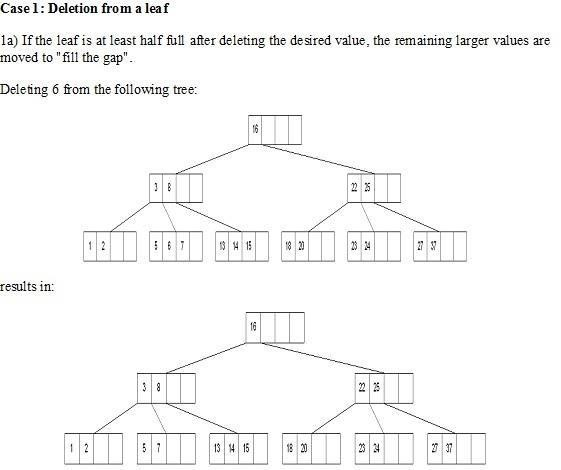 Case 1: Deletion from a leaf
1a) If the leaf is at least half full after deleting the desired value, the remaining larger values are
moved to "fill the gap".
Deleting 6 from the following tree:
16
3 8
22 25
1 2
5 6 7
13 14 15
18 20
23 24
27 37
results in:
16
3 8
22 25
1 2
5 7
13 14 15
18 20
23 24
27 37